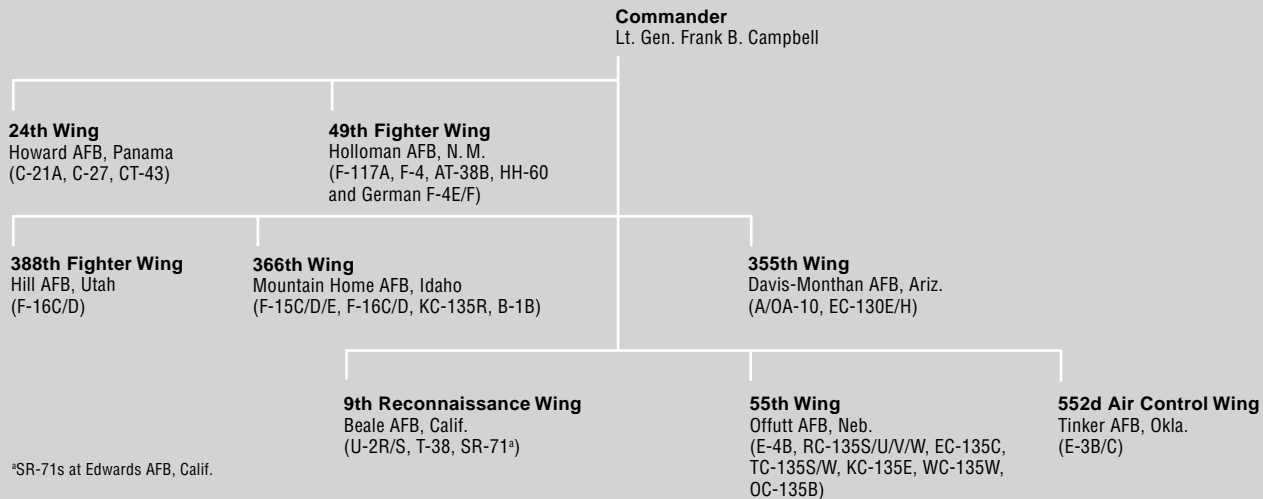 Commander
Lt. Gen. Frank B. Campbell
24th Wing
Howard AFB, Panama
(C-21A, C-27, CT-43)
49th Fighter Wing
Holloman AFB, N. M.
(F-117A, F-4, AT-38B, HH-60
and German F-4E/F)
388th Fighter Wing
Hill AFB, Utah
(F-16C/D)
366th Wing
Mountain Home AFB, Idaho
(F-15C/D/E, F-16C/D, KC-135R, B-1B)
355th Wing
Davis-Monthan AFB, Ariz.
(A/OA-10, EC-130E/H)
9th Reconnaissance Wing
Beale AFB, Calif.
(U-2R/S, T-38, SR-71ª)
55th Wing
Offutt AFB, Neb.
(E-4B, RC-135S/U/V/W, EC-135C,
TC-135S/W, KC-135E, WC-135W,
OC-135B)
552d Air Control Wing
Tinker AFB, Okla.
(E-3B/C)
ªSR-71s at Edwards AFB, Calif.